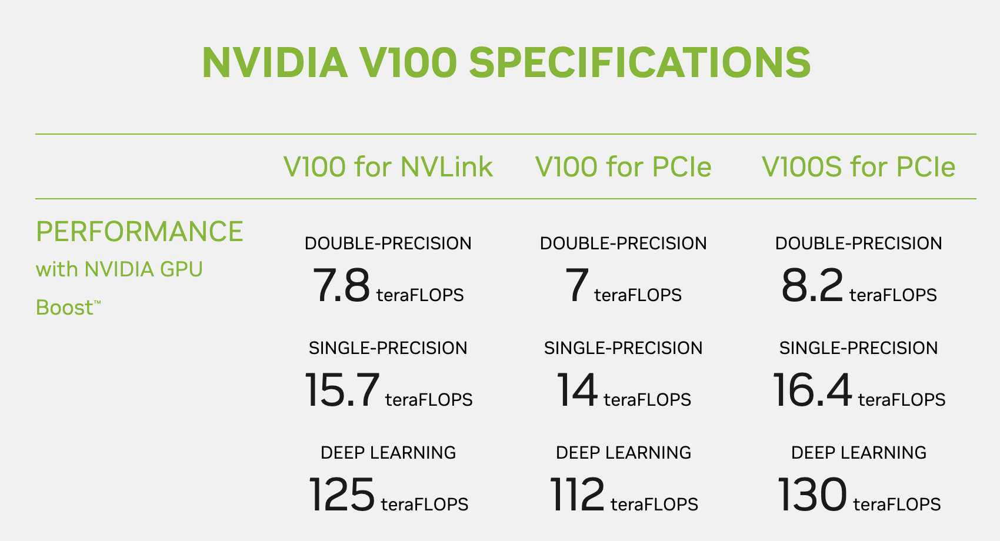 NVIDIA V100 SPECIFICATIONS
V100 for NVLink V100 for PCIe V100S for PCIe
PERFORMANCE
with NVIDIA GPU
Boost™
DOUBLE-PRECISION DOUBLE-PRECISION DOUBLE-PRECISION
7.8 teraFLOPS 7 teraFLOPS 8.2 teraFLOPS
SINGLE-PRECISION SINGLE-PRECISION SINGLE-PRECISION
15.7 teraFLOPS 14 teraFLOPS 16.4 teraFLOPS
DEEP LEARNING DEEP LEARNING DEEP LEARNING
125 teraFLOPS 112 teraFLOPS 130 teraFLOPS